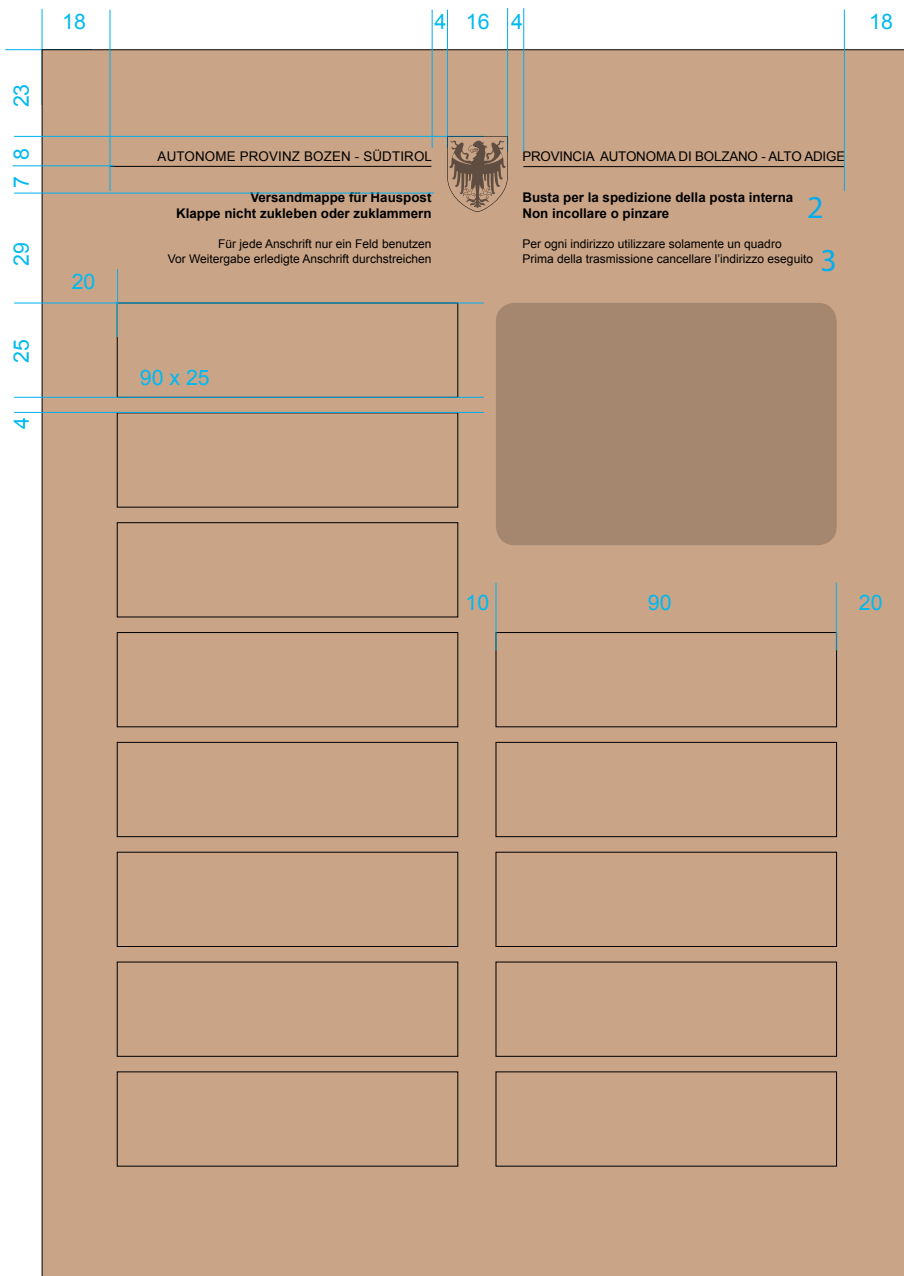 18 4 16 4 18
23
8
AUTONOME PROVINZ BOZEN - SÜDTIROL
PROVINCIA AUTONOMA DI BOLZANO - ALTO ADIGE
7
Versandmappe für Hauspost
Klappe nicht zukleben oder zuklammern
Busta per la spedizione della posta interna
Non incollare o pinzare
2
29
Für jede Anschrift nur ein Feld benutzen
Vor Weitergabe erledigte Anschrift durchstreichen
Per ogni indirizzo utilizzare solamente un quadro
Prima della trasmissione cancellare l'indirizzo eseguito
3
20
25
90 x 25
4
10 90 20